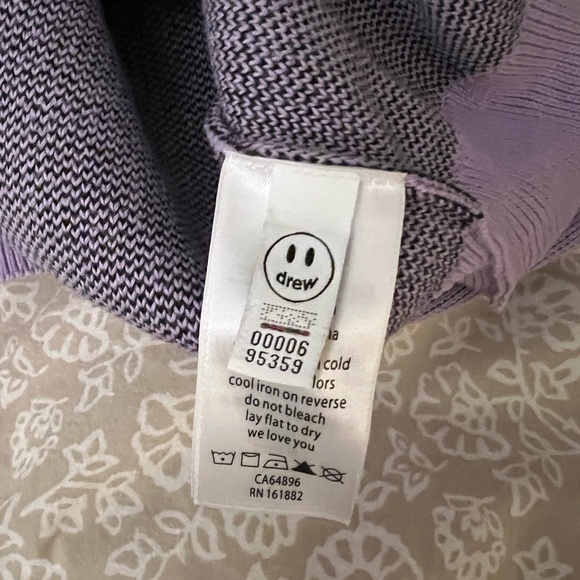 drew
00006
95359
cold
cool iron on reverse
do not bleach
lay flat to dry
we love you
CA64896
RN 161882